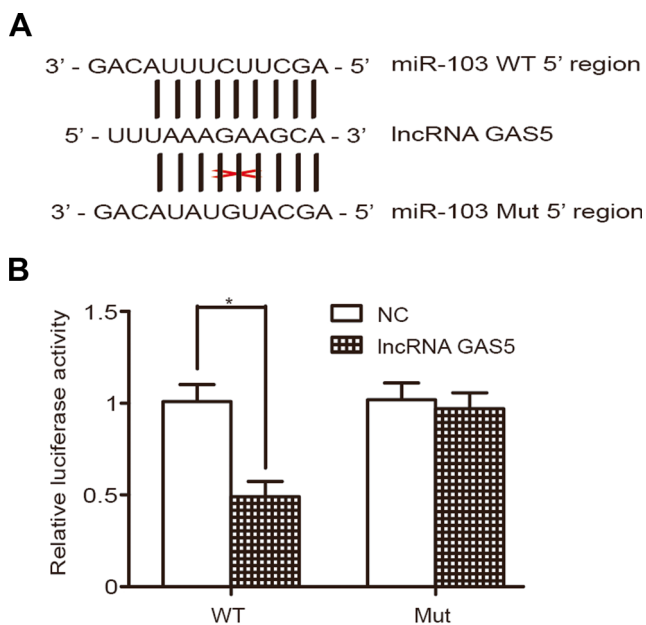 A
3’ - GACAUUUCUUCGA - 5’ miR-103 WT 5’ region
5’ - UUUAAAGAAGCA - 3’ lncRNA GAS5
3’ - GACAUAUGUACGA - 5’ miR-103 Mut 5’ region
B
Relative luciferase activity
1.5
1
0.5
0
*
NC
lncRNA GAS5
WT
Mut